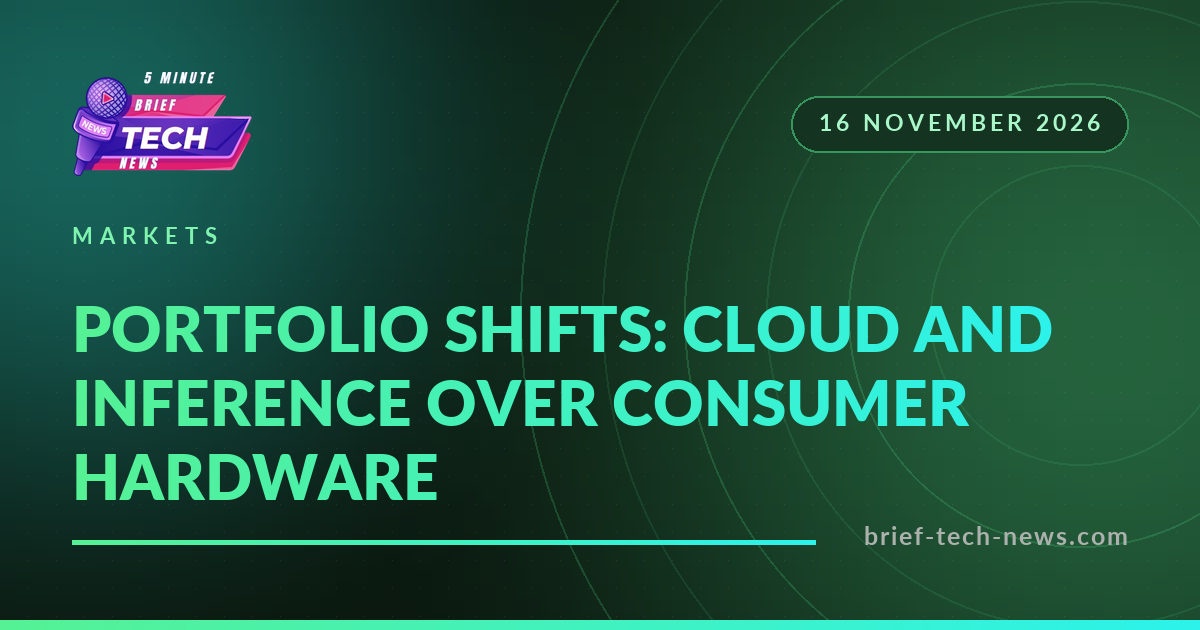 5 MINUTE
BRIEF
NEWS
TECH
NEWS
16 NOVEMBER 2026
MARKETS
PORTFOLIO SHIFTS: CLOUD AND
INFERENCE OVER CONSUMER
HARDWARE
brief-tech-news.com